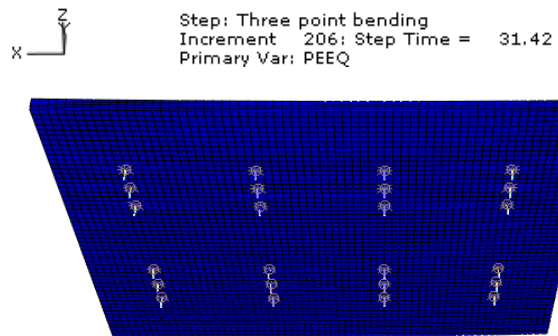 Z
Step: Three point bending
Increment 206: Step Time = 31.42
X
Primary Var: PEEQ